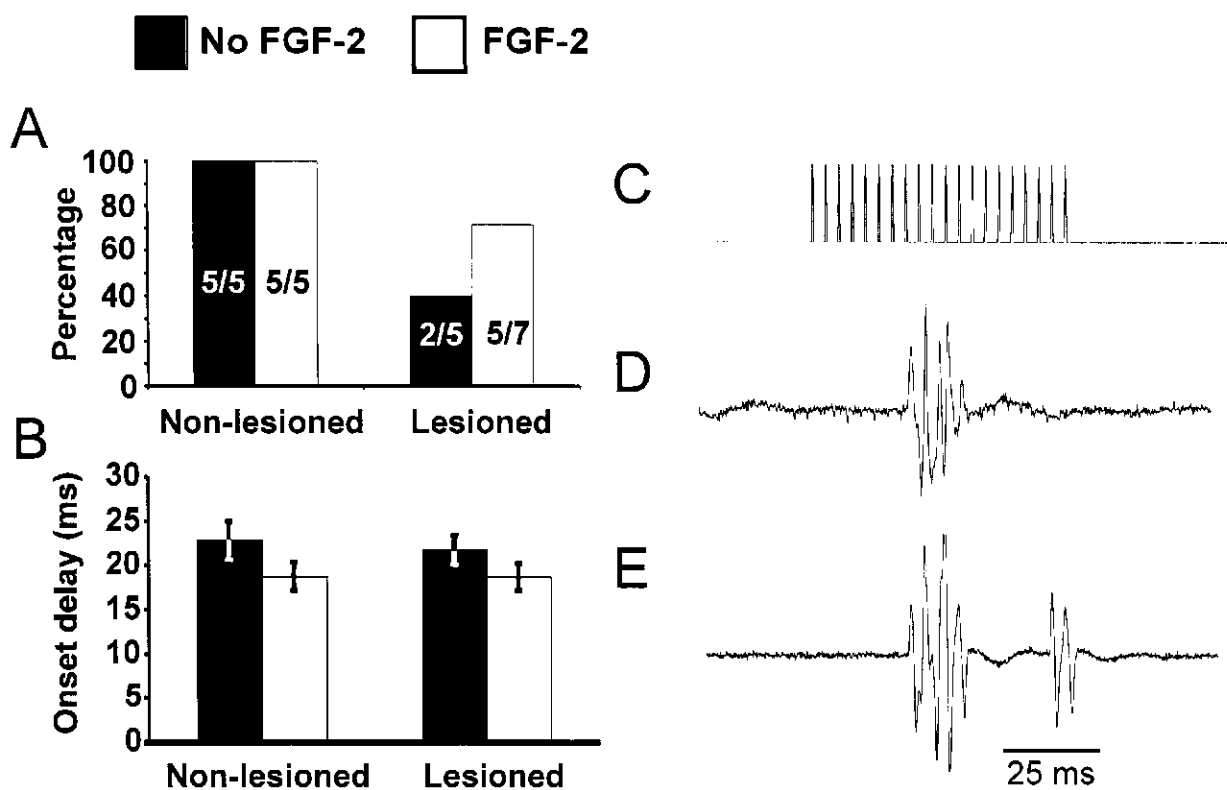 No FGF-2 FGF-2
A
Percentage
100
80
60
40
20
0
5/5 5/5 2/5 5/7
Non-lesioned Lesioned
B
Onset delay (ms)
30
25
20
15
10
5
0
Non-lesioned Lesioned
C
D
E
25 ms